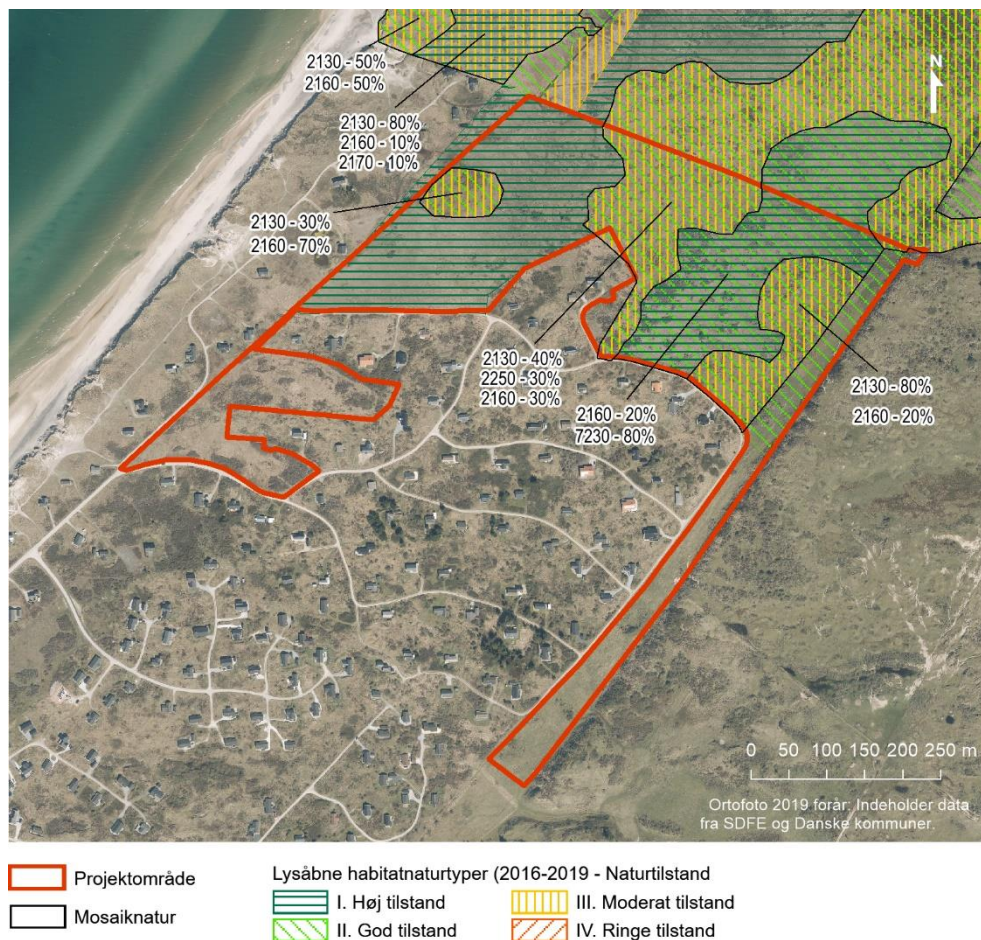 N
2130 - 50%
2160 - 50%
2130 - 80%
2160 - 10%
2170 - 10%
2130 - 30%
2160 - 70%
2130 - 40%
2250 - 30%
2160 - 30%
2160 - 20%
7230 - 80%
2130 - 80%
2160 - 20%
0 50 100 150 200 250 m
Ortofoto 2019 forår: Indeholder data
fra SDFE og Danske kommuner.
Projektområde
Mosaiknatur
Lysåbne habitatnaturtyper (2016-2019 - Naturtilstand
I. Høj tilstand
II. God tilstand
III. Moderat tilstand
IV. Ringe tilstand